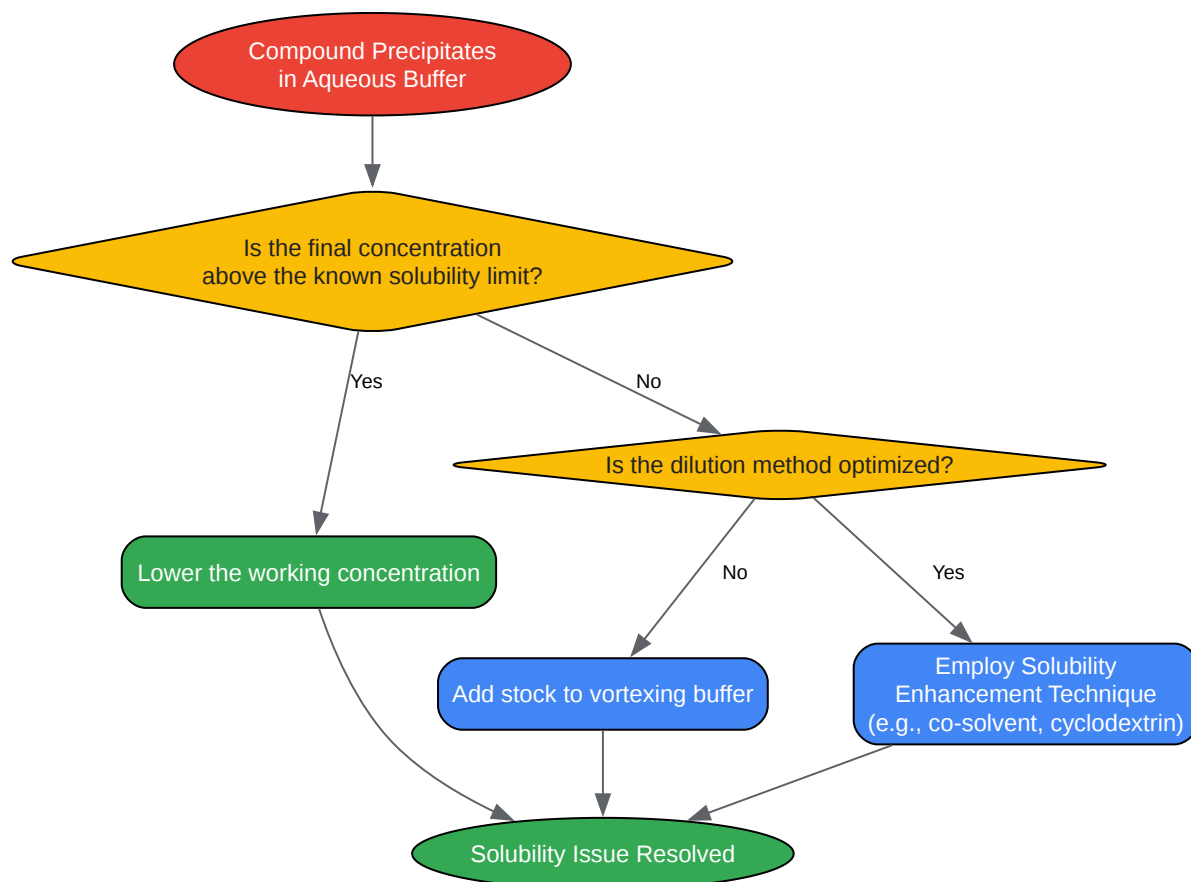 Compound Precipitates
in Aqueous Buffer
Is the final concentration
above the known solubility limit?
Yes
No
Is the dilution method optimized?
Lower the working concentration
No
Yes
Add stock to vortexing buffer
Employ Solubility
Enhancement Technique
(e.g., co-solvent, cyclodextrin)
Solubility Issue Resolved